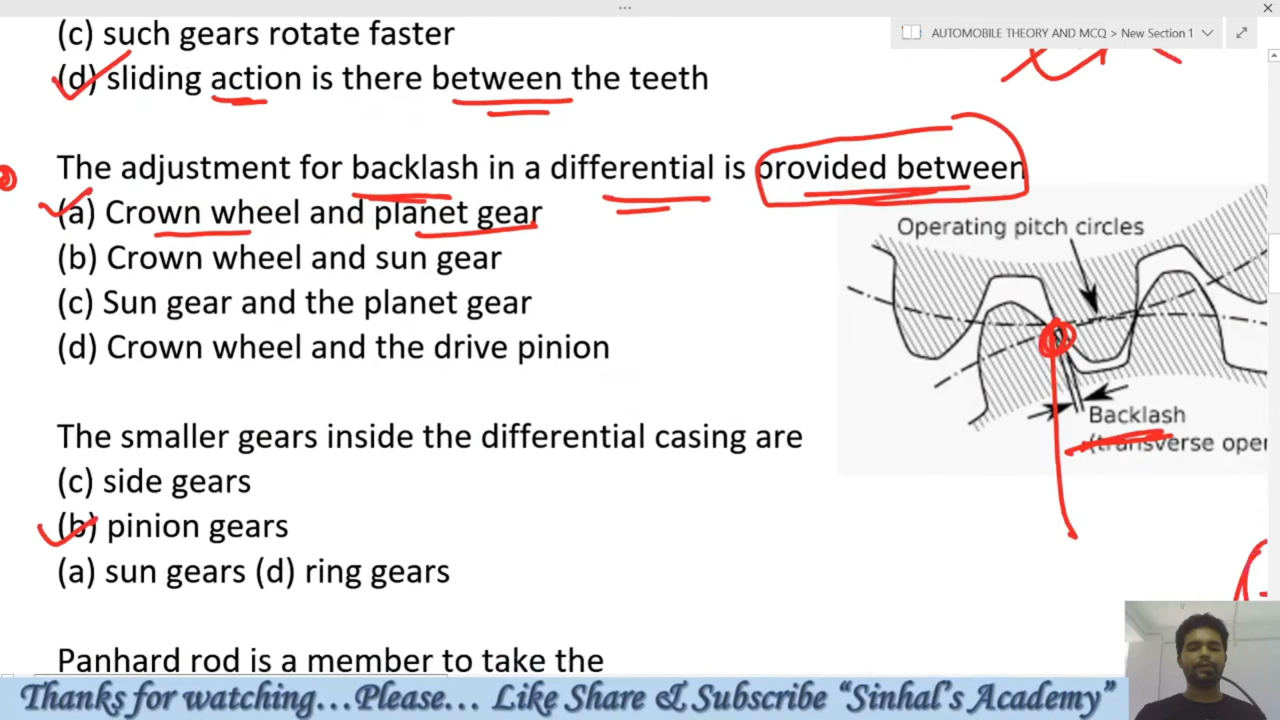 ...
AUTOMOBILE THEORY AND MCQ > New Section 1
(c) such gears rotate faster
(d) sliding action is there between the teeth
The adjustment for backlash in a differential is provided between
(a) Crown wheel and planet gear
(b) Crown wheel and sun gear
(c) Sun gear and the planet gear
(d) Crown wheel and the drive pinion
Operating pitch circles
Backlash
(transverse oper
The smaller gears inside the differential casing are
(c) side gears
(b) pinion gears
(a) sun gears (d) ring gears
Panhard rod is a member to take the
Thanks for watching...Please... Like Share & Subscribe “Sinhal’s Academy”